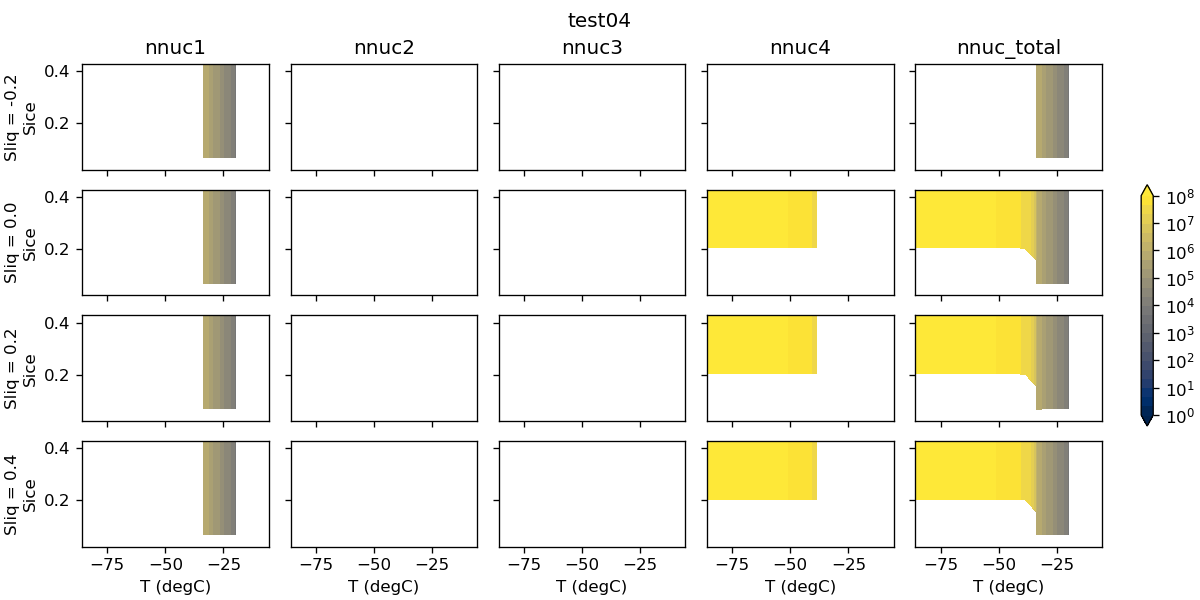 test04
nnuc1 nnuc2 nnuc3 nnuc4 nnuc_total
Sliq = -0.2
Sice
0.4
0.2
Sliq = 0.0
Sice
0.4
0.2
Sliq = 0.2
Sice
0.4
0.2
Sliq = 0.4
Sice
0.4
0.2
−75 −50 −25 −75 −50 −25 −75 −50 −25 −75 −50 −25 −75 −50 −25
T (degC) T (degC) T (degC) T (degC) T (degC)
10⁸
10⁷
10⁶
10⁵
10⁴
10³
10²
10¹
10⁰